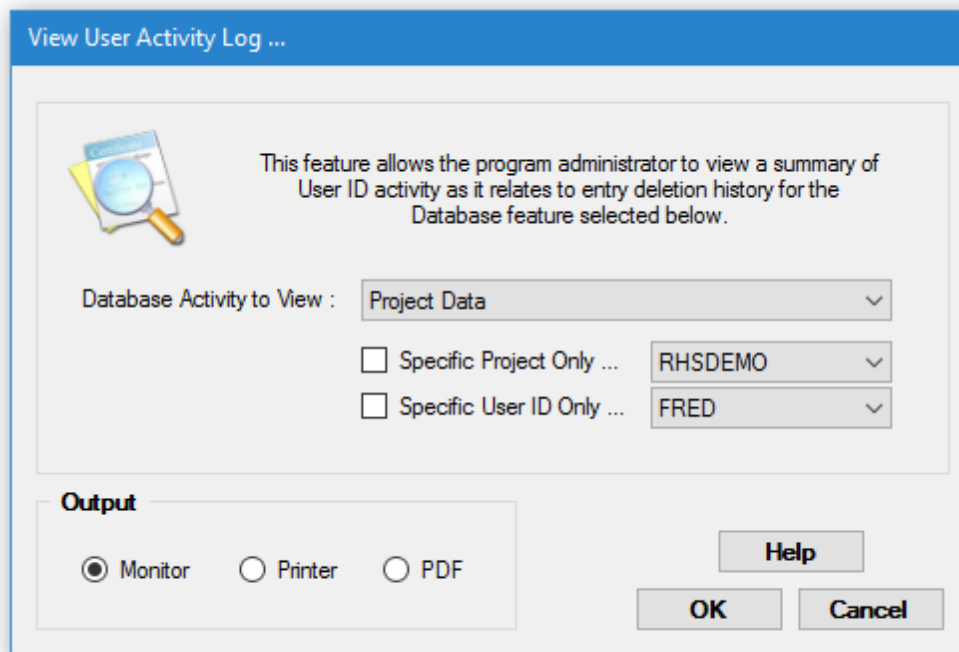 View User Activity Log ...
Certificate
This feature allows the program administrator to view a summary of
User ID activity as it relates to entry deletion history for the
Database feature selected below.
Database Activity to View : Project Data
Specific Project Only ... RHSDEMO
Specific User ID Only ... FRED
Output
Monitor Printer PDF
Help
OK Cancel